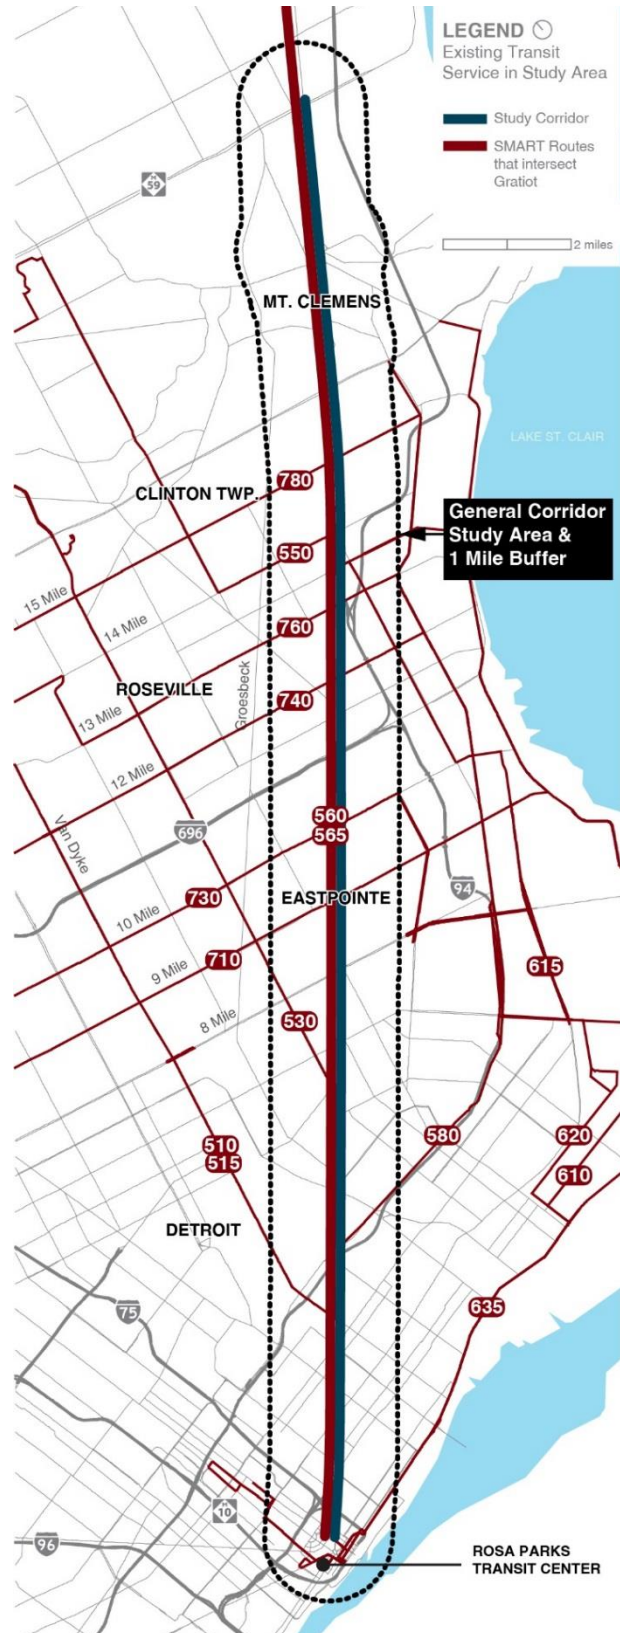 LEGEND
Existing Transit
Service in Study Area
Study Corridor
SMART Routes
that intersect
Gratiot
2 miles
59
MT. CLEMENS
LAKE ST. CLAIR
780
CLINTON TWP.
General Corridor
Study Area &
1 Mile Buffer
550
15 Mile
14 Mile
760
ROSEVILLE
740
Groesbeck
13 Mile
12 Mile
560
565
696
Van Dyke
EASTPOINTE
94
730
10 Mile
710
615
9 Mile
530
8 Mile
580
620
510
515
610
DETROIT
75
635
10
96
ROSA PARKS
TRANSIT CENTER